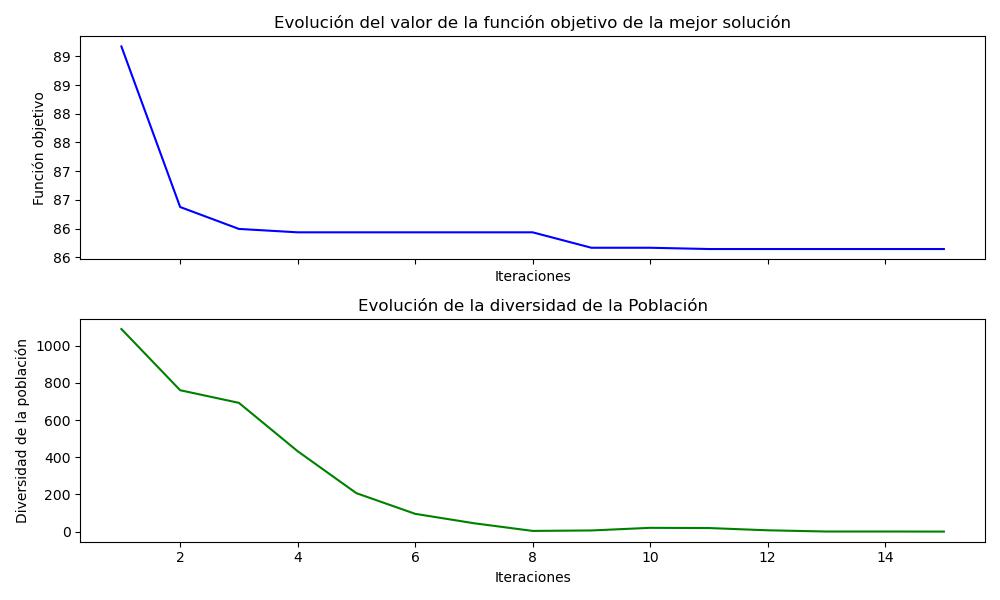 Evolución del valor de la función objetivo de la mejor solución
89
89
88
88
87
87
86
86
Función objetivo
Iteraciones
Evolución de la diversidad de la Población
1000
800
600
400
200
0
Diversidad de la población
2 4 6 8 10 12 14
Iteraciones